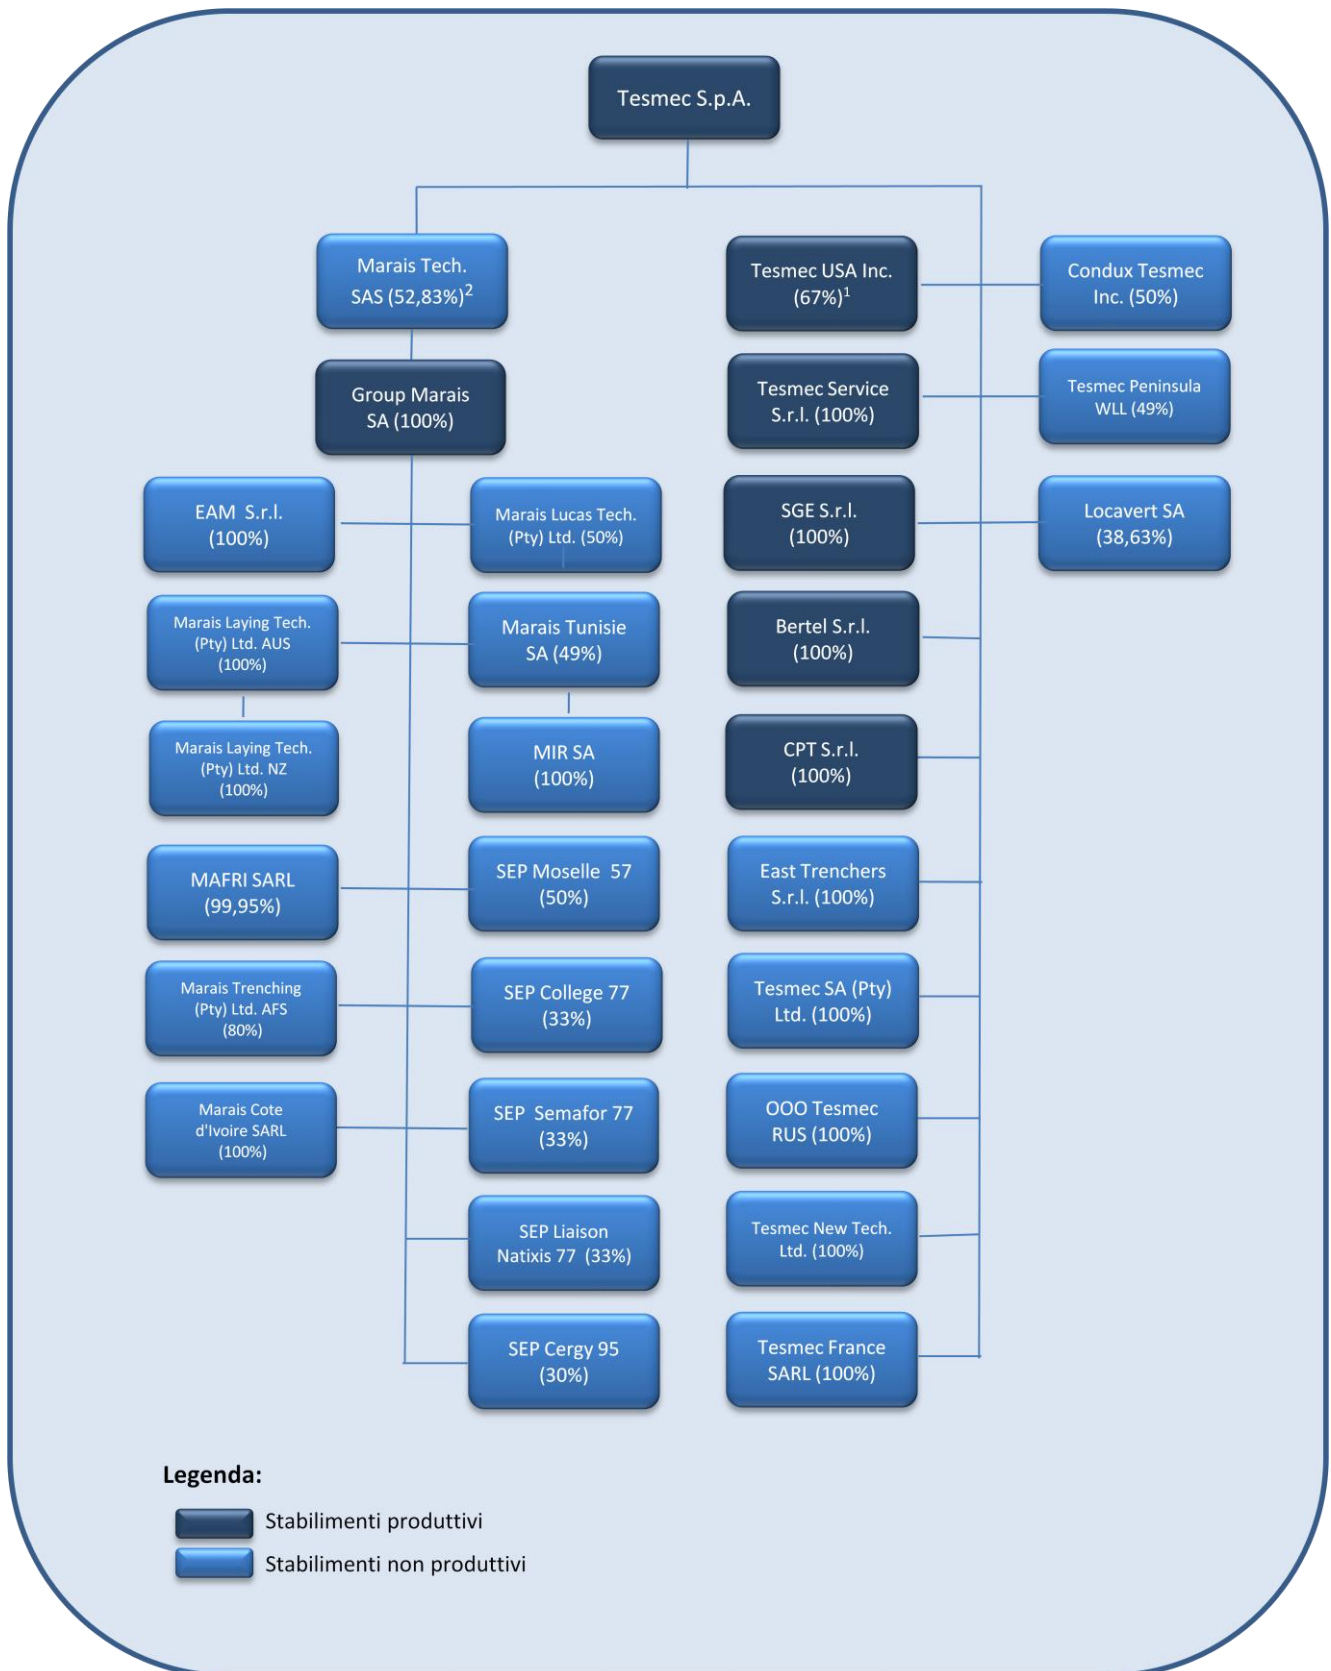 Tesmec S.p.A.
Marais Tech.
SAS (52,83%)²
Group Marais
SA (100%)
EAM S.r.l.
(100%)
Marais Lucas Tech.
(Pty) Ltd. (50%)
Marais Laying Tech.
(Pty) Ltd. AUS
(100%)
Marais Tunisie
SA (49%)
Marais Laying Tech.
(Pty) Ltd. NZ
(100%)
MIR SA
(100%)
MAFRI SARL
(99,95%)
SEP Moselle 57
(50%)
Marais Trenching
(Pty) Ltd. AFS
(80%)
SEP College 77
(33%)
Marais Cote
d'Ivoire SARL
(100%)
SEP Semafor 77
(33%)
SEP Liaison
Natixis 77 (33%)
SEP Cergy 95
(30%)
Tesmec USA Inc.
(67%)¹
Condux Tesmec
Inc. (50%)
Tesmec Service
S.r.l. (100%)
Tesmec Peninsula
WLL (49%)
SGE S.r.l.
(100%)
Locavert SA
(38,63%)
Bertel S.r.l.
(100%)
CPT S.r.l.
(100%)
East Trenchers
S.r.l. (100%)
Tesmec SA (Pty)
Ltd. (100%)
OOO Tesmec
RUS (100%)
Tesmec New Tech.
Ltd. (100%)
Tesmec France
SARL (100%)
Legenda:
Stabilimenti produttivi
Stabilimenti non produttivi